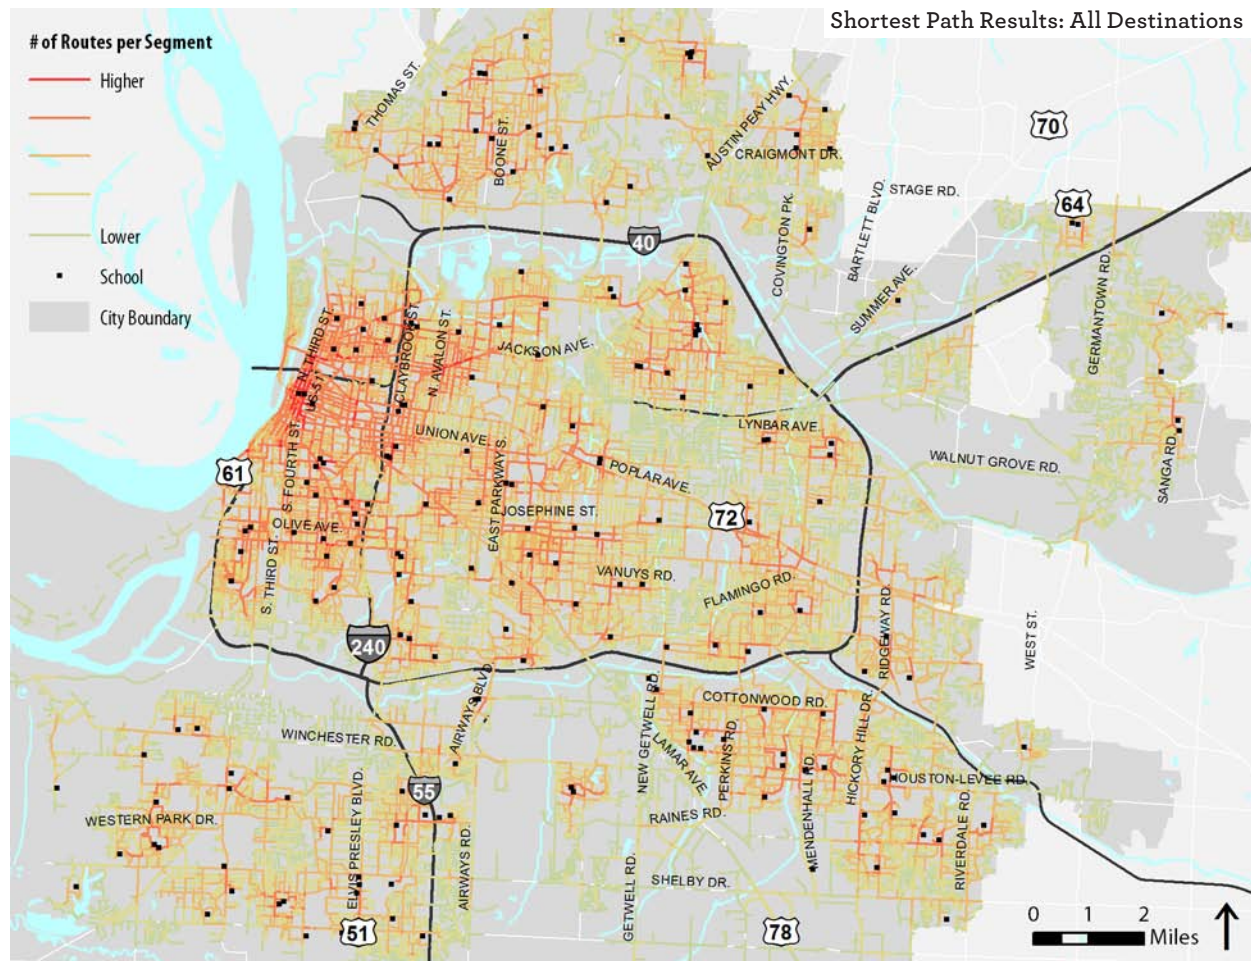 Shortest Path Results: All Destinations
# of Routes per Segment
Higher
Lower
School
City Boundary
THOMAS ST.
BOONE ST.
AUSTIN PEAY HWY.
CRAIGMONT DR.
70
STAGE RD.
64
COVINGTON PK.
BARTLETT BLVD.
40
SUMMER AVE.
GERMANTOWN RD.
N. THIRD ST.
CLAYBROOK ST.
N. AVALON ST.
JACKSON AVE.
UNION AVE.
LYNBAR AVE.
61
S. FOURTH ST.
EAST PARKWAY S.
POPLAR AVE.
WALNUT GROVE RD.
SANGA RD.
72
JOSEPHINE ST.
OLIVE AVE.
S. THIRD ST.
VANUYS RD.
FLAMINGO RD.
RIDGEWAY RD.
WEST ST.
240
AIRWAYS BLVD.
NEW GETWELL RD.
COTTONWOOD RD.
WINCHESTER RD.
LAMAR AVE
PERKINS RD.
MENDENHALL RD.
HICKORY HILL DR.
HOUSTON-LEVEE RD.
55
WESTERN PARK DR.
ELVIS PRESLEY BLVD.
AIRWAYS RD.
RAINES RD.
RIVERDALE RD.
GETWELL RD.
SHELBY DR.
51
78
0 1 2
Miles